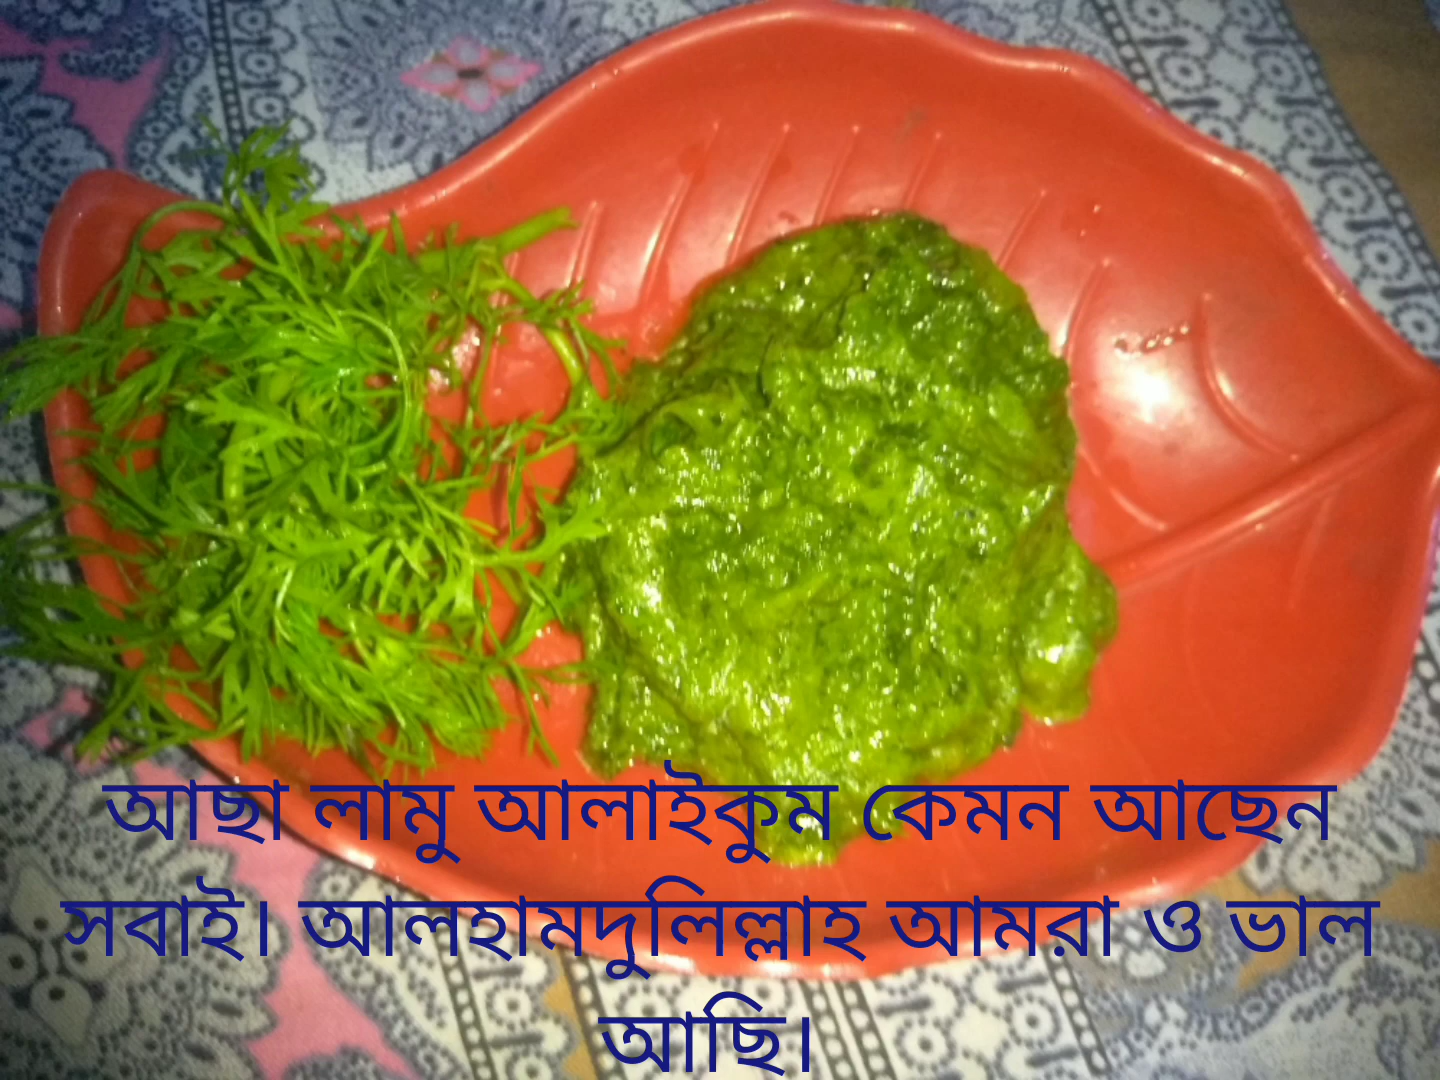 আছা লামু আলাইকুম কেমন আছেন
সবাই। আলহামদুলিল্লাহ আমরা ও ভাল
আছি।